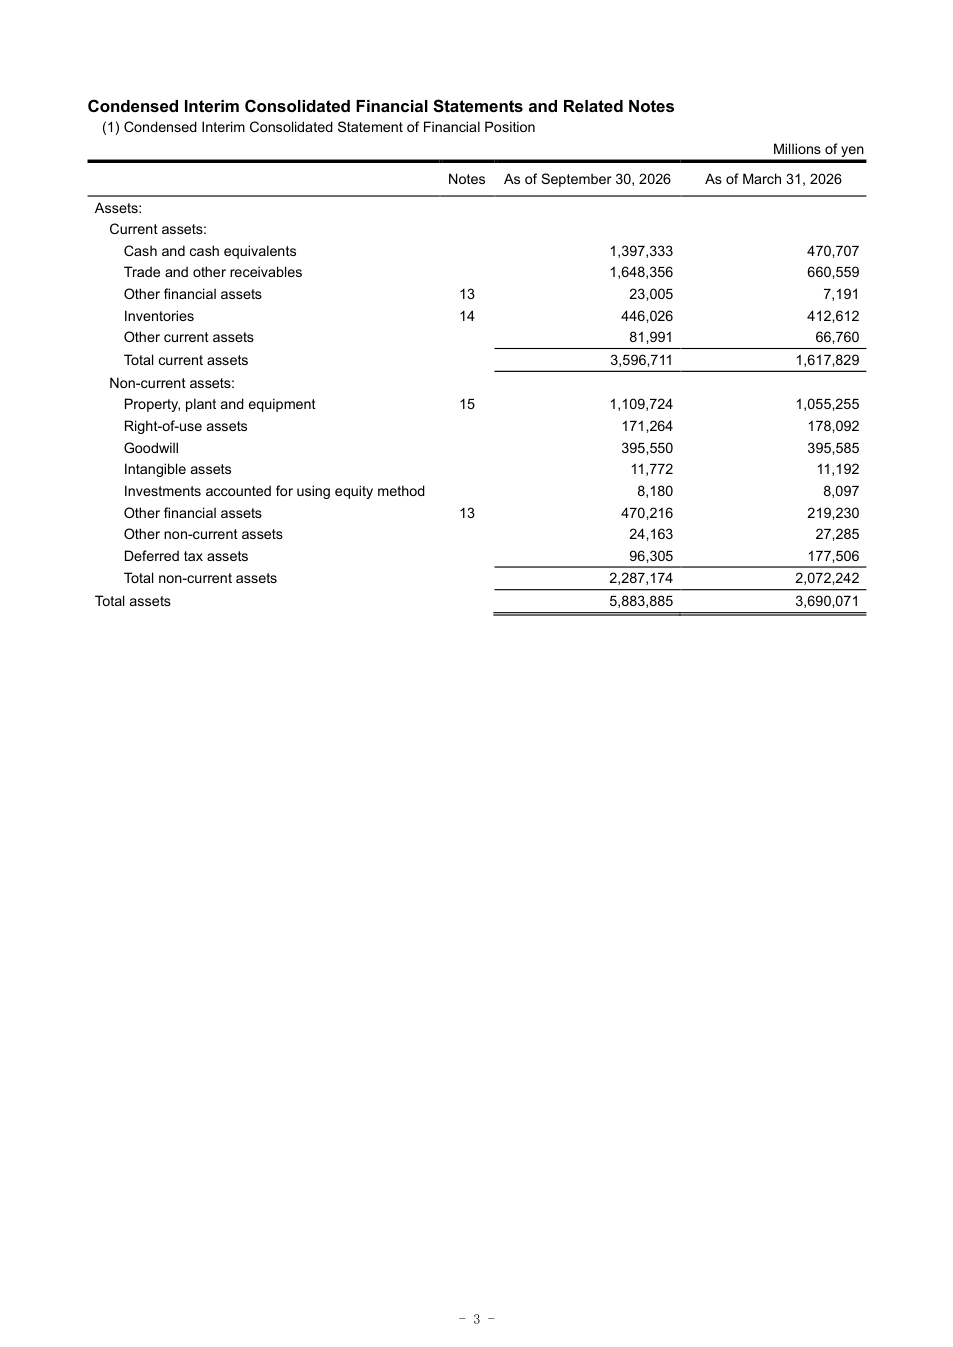 Condensed Interim Consolidated Financial Statements and Related Notes
(1) Condensed Interim Consolidated Statement of Financial Position
Millions of yen
Notes As of September 30, 2026 As of March 31, 2026
Assets:
Current assets:
Cash and cash equivalents 1,397,333 470,707
Trade and other receivables 1,648,356 660,559
Other financial assets 13 23,005 7,191
Inventories 14 446,026 412,612
Other current assets 81,991 66,760
Total current assets 3,596,711 1,617,829
Non-current assets:
Property, plant and equipment 15 1,109,724 1,055,255
Right-of-use assets 171,264 178,092
Goodwill 395,550 395,585
Intangible assets 11,772 11,192
Investments accounted for using equity method 8,180 8,097
Other financial assets 13 470,216 219,230
Other non-current assets 24,163 27,285
Deferred tax assets 96,305 177,506
Total non-current assets 2,287,174 2,072,242
Total assets 5,883,885 3,690,071
- 3 -